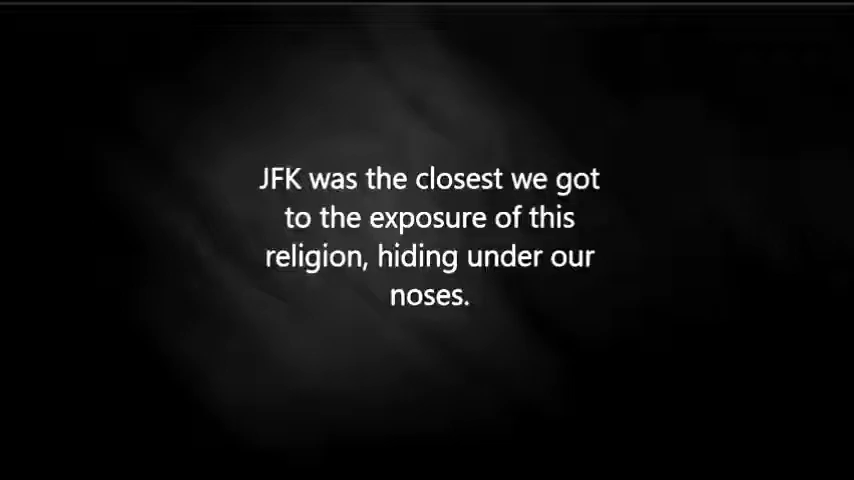 JFK was the closest we got
to the exposure of this
religion, hiding under our
noses.